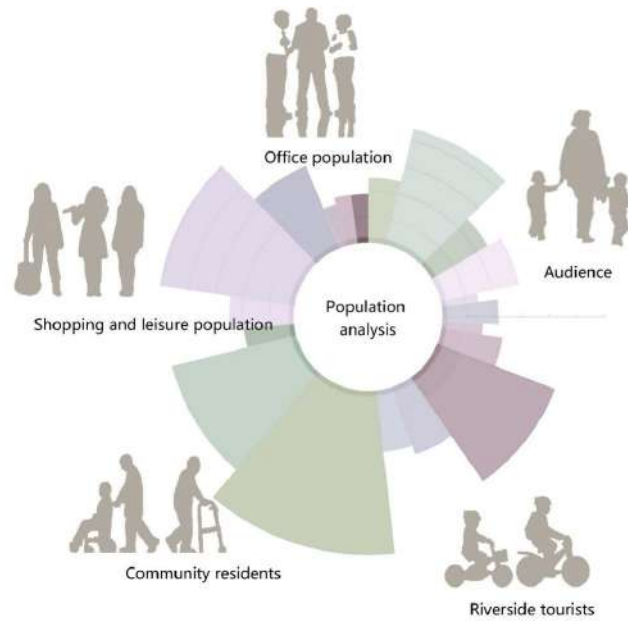 Office population
Audience
Population
analysis
Shopping and leisure population
Community residents
Riverside tourists